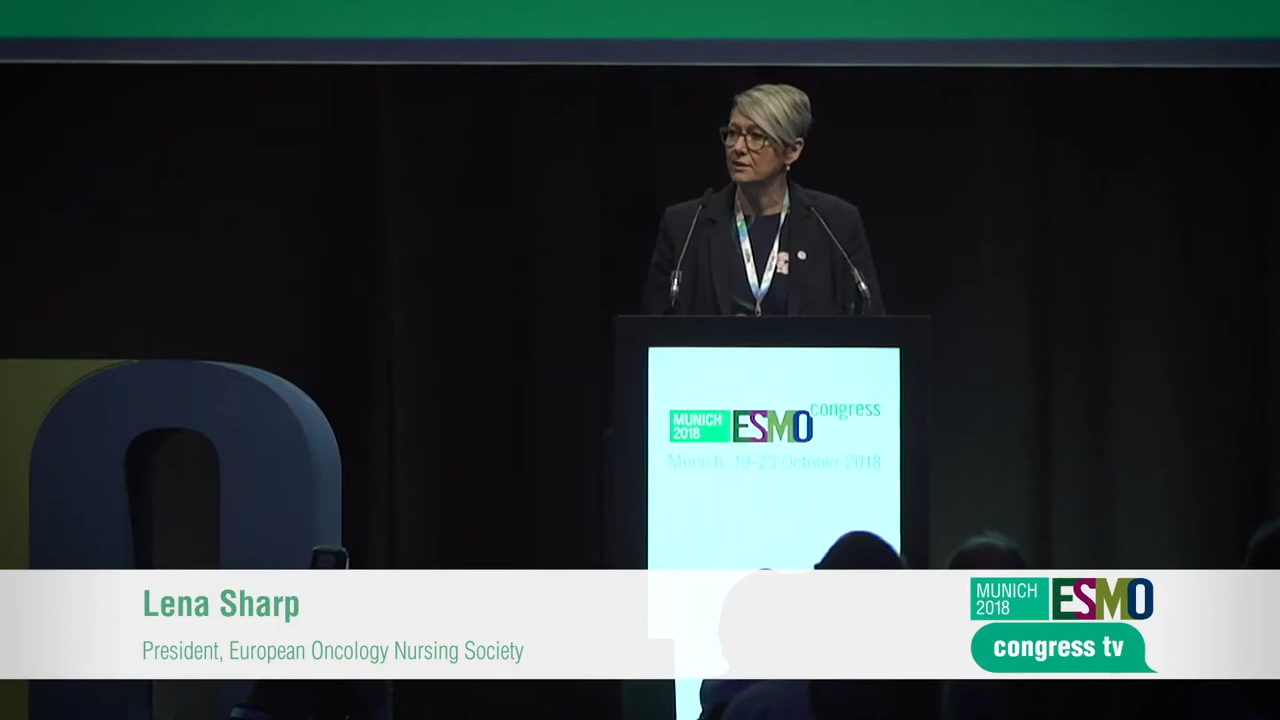 congress
MUNICH
2018
ESMO
Munich, 19-23 October 2018
Lena Sharp
President, European Oncology Nursing Society
MUNICH
2018
ESMO
congress tv